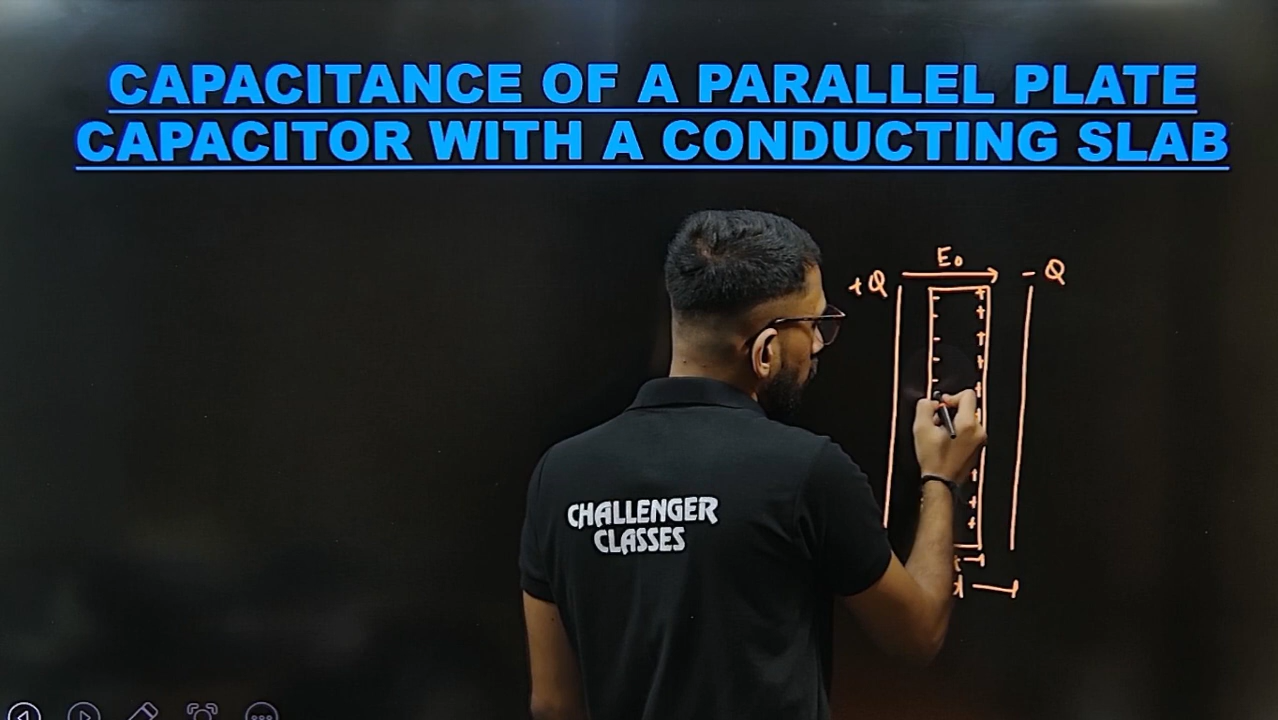 CAPACITANCE OF A PARALLEL PLATE
CAPACITOR WITH A CONDUCTING SLAB
E₀
+Q
- Q
CHALLENGER
CLASSES
t
d